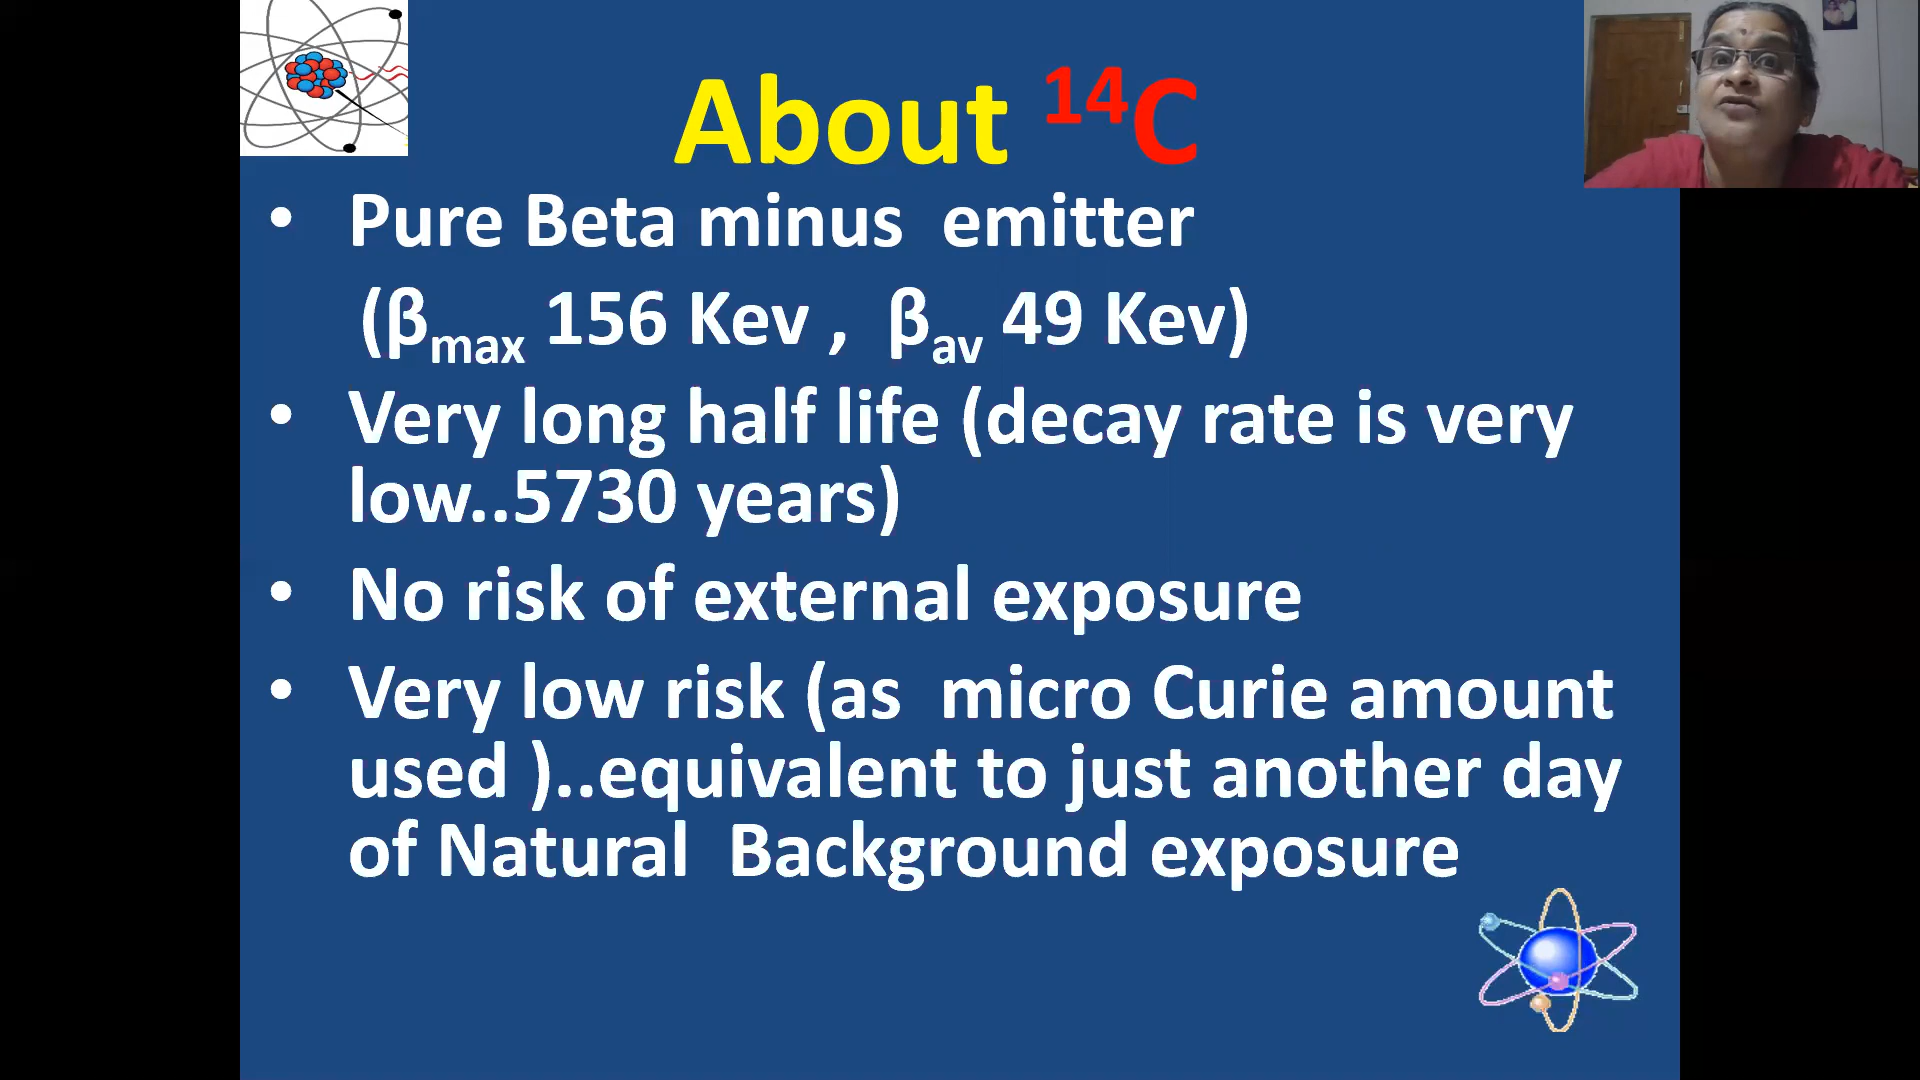 About ¹⁴C
• Pure Beta minus emitter
(βmax 156 Kev , βav 49 Kev)
• Very long half life (decay rate is very
low..5730 years)
• No risk of external exposure
• Very low risk (as micro Curie amount
used )..equivalent to just another day
of Natural Background exposure